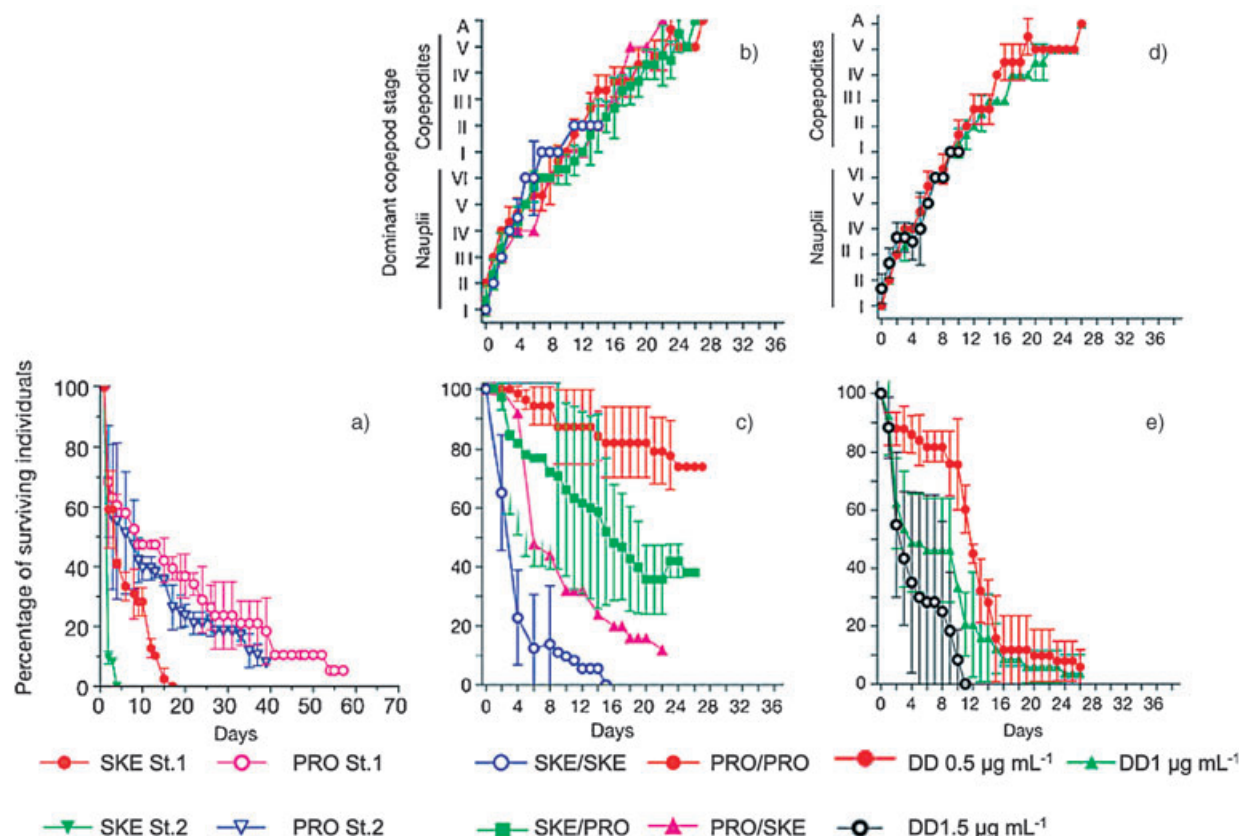 b)
Dominant copepod stage
Copepodites
Nauplii
A
V
IV
III
II
I
VI
V
IV
III
II
I
0 4 8 12 16 20 24 28 32 36
d)
Copepodites
Nauplii
A
V
IV
III
II
I
VI
V
IV
II I
II
I
0 4 8 12 16 20 24 28 32 36
a)
Percentage of surviving individuals
100
80
60
40
20
0
0 10 20 30 40 50 60 70
Days
c)
100
80
60
40
20
0
0 4 8 12 16 20 24 28 32 36
Days
e)
100
80
60
40
20
0
0 4 8 12 16 20 24 28 32 36
Days
SKE St.1 PRO St.1 SKE/SKE PRO/PRO DD 0.5 µg mL⁻¹ DD1 µg mL⁻¹
SKE St.2 PRO St.2 SKE/PRO PRO/SKE DD1.5 µg mL⁻¹